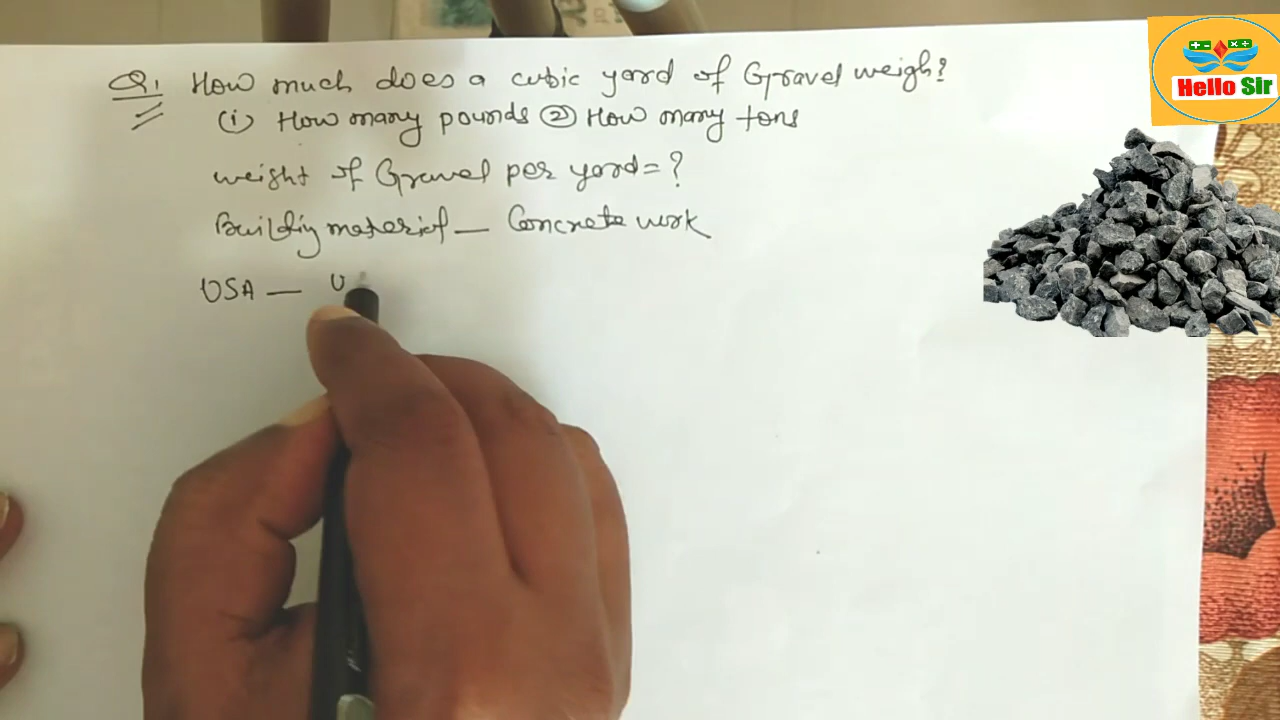 Q1 How much does a cubic yard of Gravel weigh?
(i) How many pounds ② How many tons
weight of Gravel per yard = ?
Building material — Concrete work
USA — U
Hello Sir